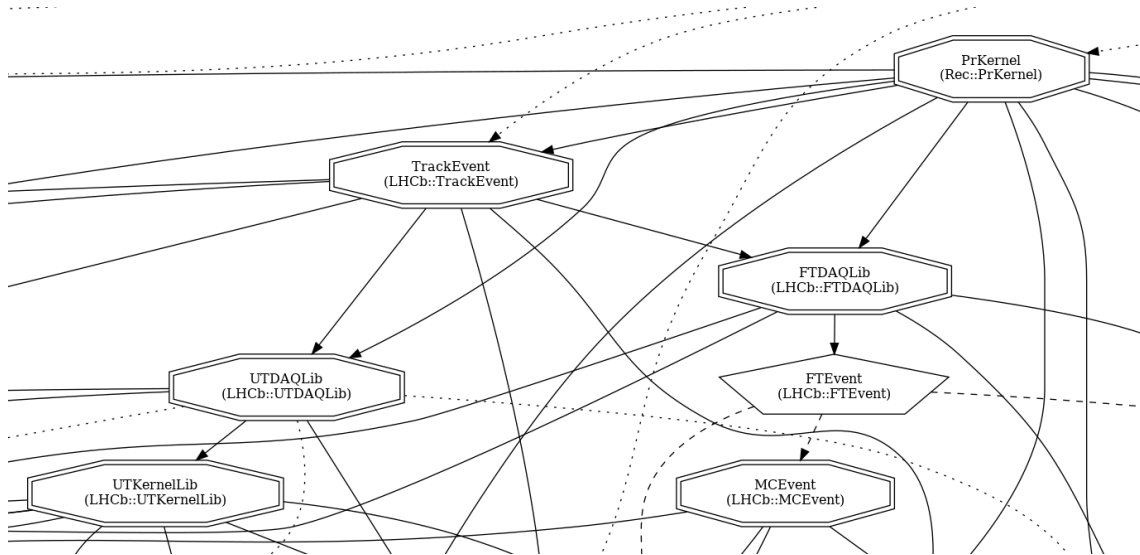 PrKernel
(Rec::PrKernel)
TrackEvent
(LHCb::TrackEvent)
FTDAQLib
(LHCb::FTDAQLib)
UTDAQLib
(LHCb::UTDAQLib)
FTEvent
(LHCb::FTEvent)
UTKernelLib
(LHCb::UTKernelLib)
MCEvent
(LHCb::MCEvent)